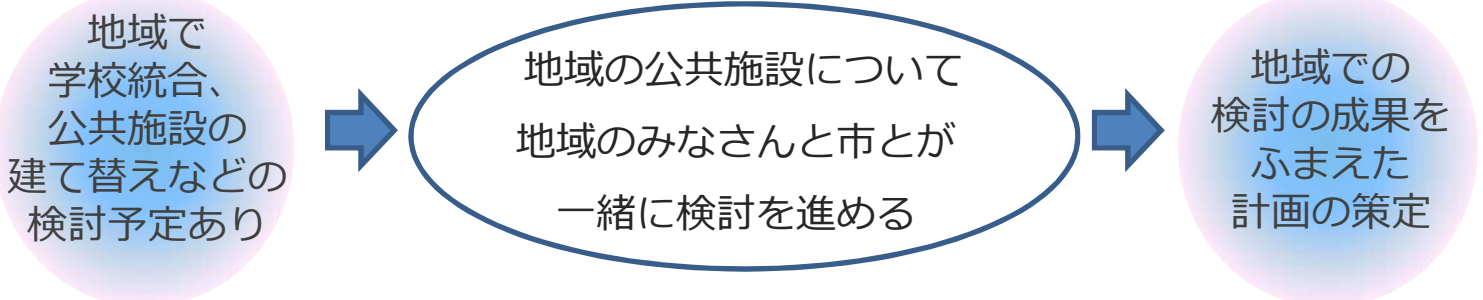 地域で
学校統合、
公共施設の
建て替えなどの
検討予定あり
地域の公共施設について
地域のみなさんと市とが
一緒に検討を進める
地域での
検討の成果を
ふまえた
計画の策定